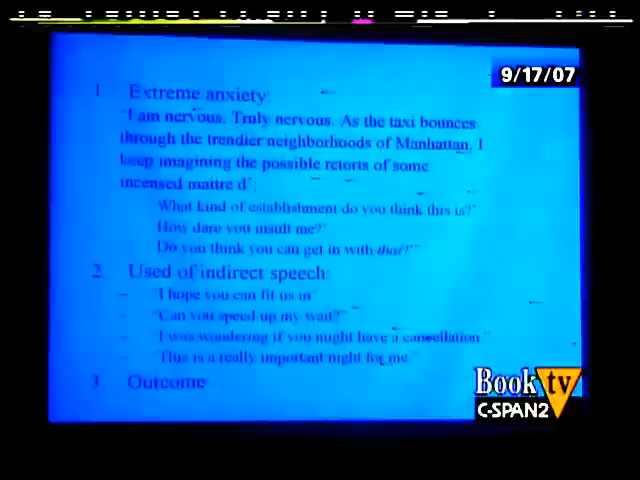 9/17/07
1 Extreme anxiety
"I am nervous. Truly nervous. As the taxi bounces
through the trendier neighborhoods of Manhattan, I
keep imagining the possible retorts of some
incensed maitre d'
What kind of establishment do you think this is?'
How dare you insult me?'
Do you think you can get in with that?'"
2 Used of indirect speech
– "I hope you can fit us in"
– "Can you speed up my wait?"
– "I was wondering if you might have a cancellation."
– "This is a really important night for me."
3 Outcome
Book tv
C-SPAN2